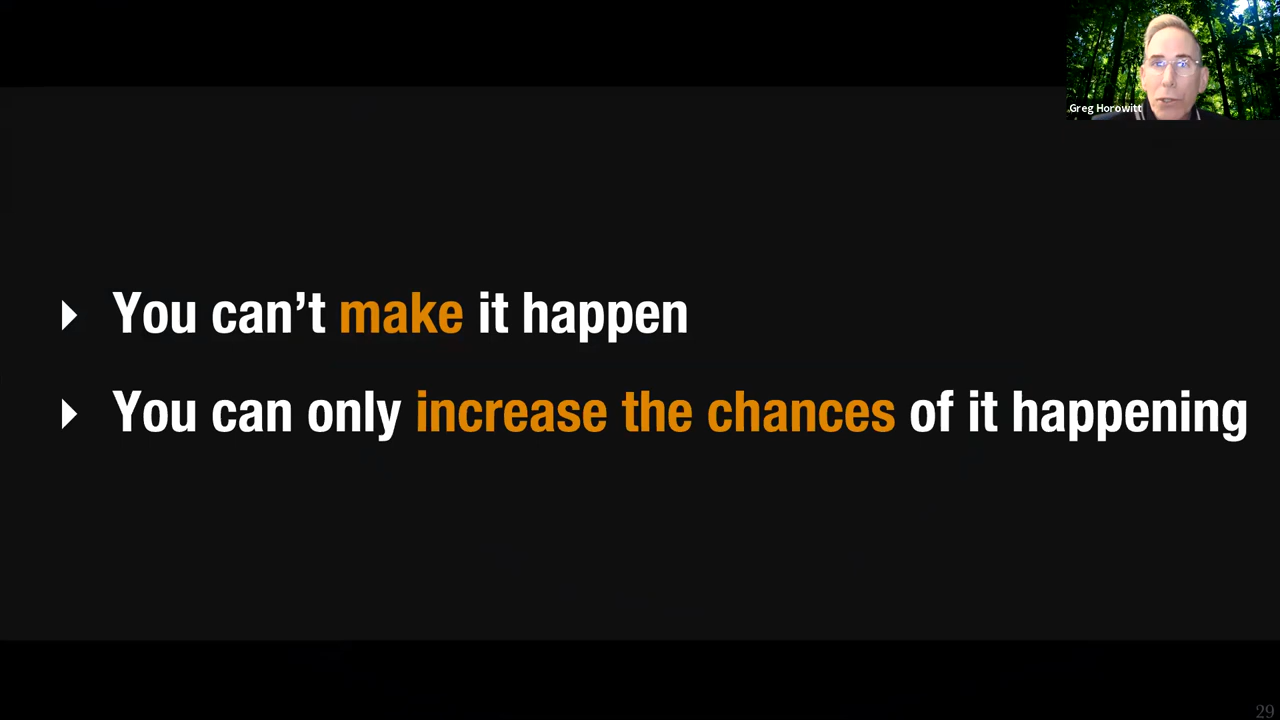 Greg Horowitt
You can't make it happen
You can only increase the chances of it happening
29